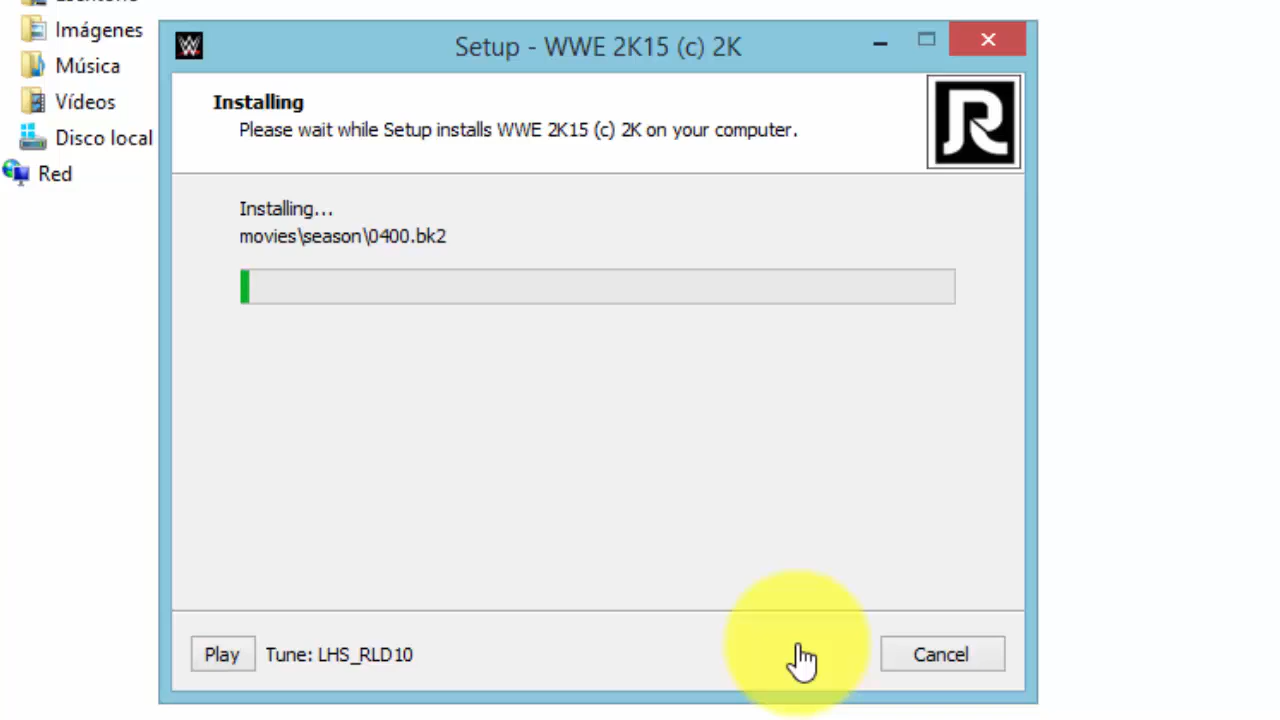 Imágenes
Música
Vídeos
Disco local
Red
Setup - WWE 2K15 (c) 2K
Installing
Please wait while Setup installs WWE 2K15 (c) 2K on your computer.
Installing...
movies\season\0400.bk2
Play
Tune: LHS_RLD10
Cancel